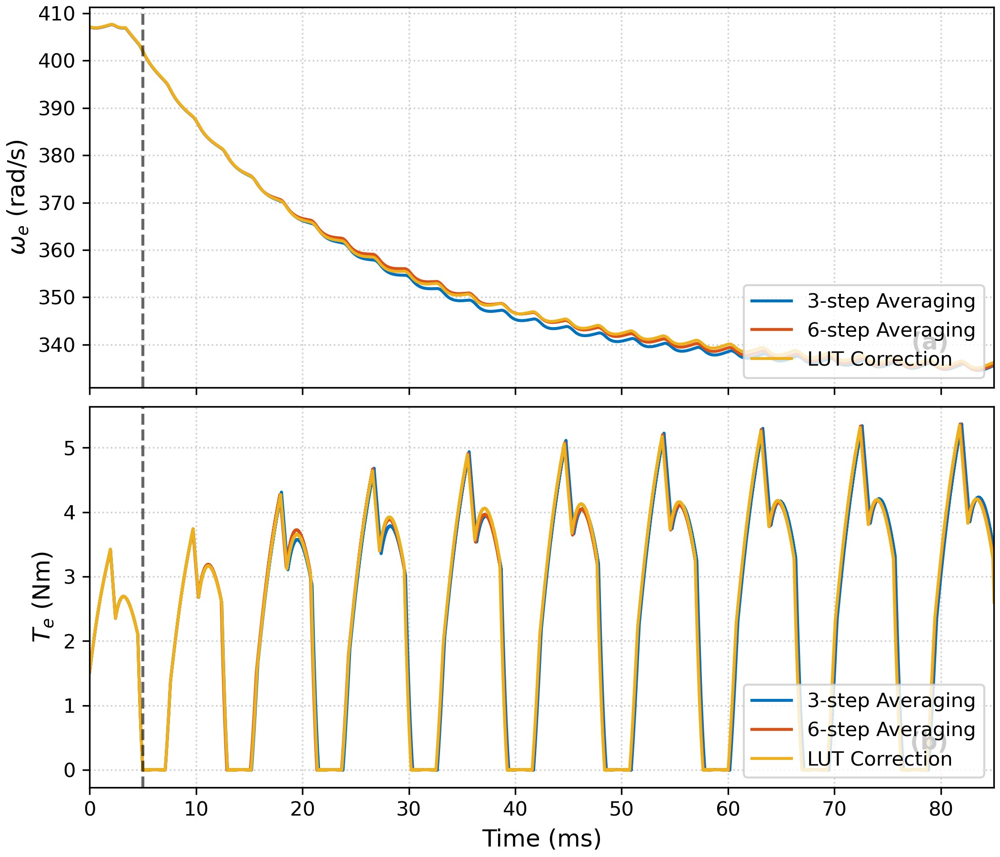 410
400
390
380
370
360
350
340
ωe (rad/s)
3-step Averaging
6-step Averaging
LUT Correction
(a)
5
4
3
2
1
0
Te (Nm)
3-step Averaging
6-step Averaging
LUT Correction
(b)
0 10 20 30 40 50 60 70 80
Time (ms)